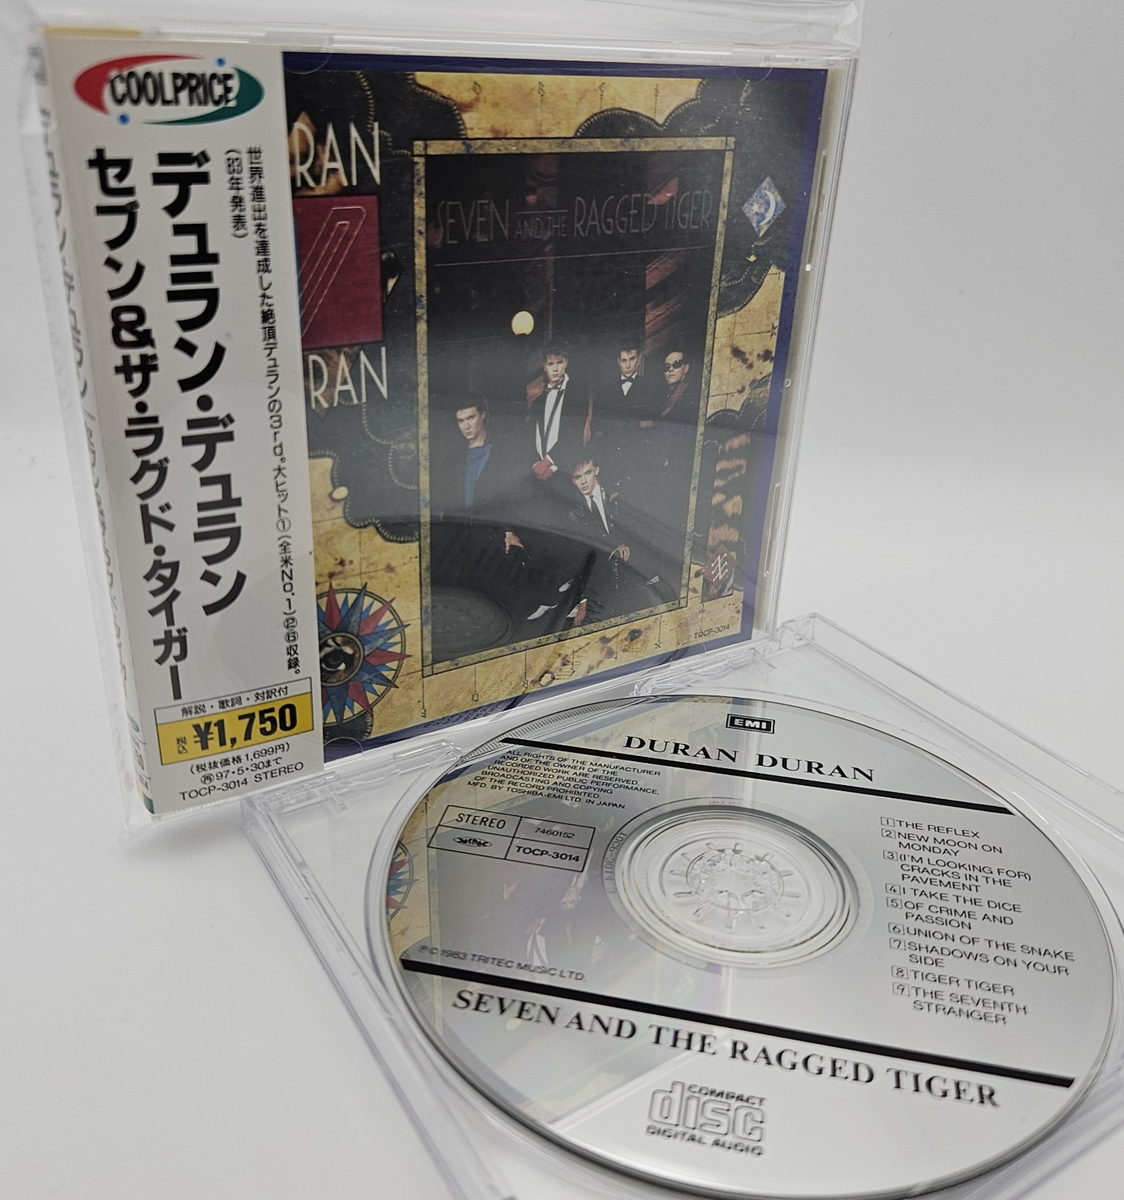 COOLPRICE
世界進出を達成した絶頂デュランの3rd。大ヒット①(全米No.1)②⑥収録。
(83年発表)
デュラン・デュラン
セブン&ザ・ラグド・タイガー
解説・歌詞・対訳付
税込 ¥1,750
(税抜価格1,699円)
再 97・5・30まで
TOCP-3014 STEREO
RAN
RAN
SEVEN AND THE RAGGED TIGER
TOCP-3014
EMI
DURAN DURAN
ALL RIGHTS OF THE MANUFACTURER
AND OF THE OWNER OF THE
RECORDED WORK ARE RESERVED.
UNAUTHORIZED PUBLIC PERFORMANCE,
BROADCASTING AND COPYING
OF THE RECORD PROHIBITED.
MFD. BY TOSHIBA-EMI LTD. IN JAPAN
STEREO
7460152
TOCP-3014
1 THE REFLEX
2 NEW MOON ON
MONDAY
3 (I'M LOOKING FOR)
CRACKS IN THE
PAVEMENT
4 I TAKE THE DICE
5 OF CRIME AND
PASSION
6 UNION OF THE SNAKE
7 SHADOWS ON YOUR
SIDE
8 TIGER TIGER
9 THE SEVENTH
STRANGER
℗© 1983 TRITEC MUSIC LTD.
SEVEN AND THE RAGGED TIGER
COMPACT
disc
DIGITAL AUDIO